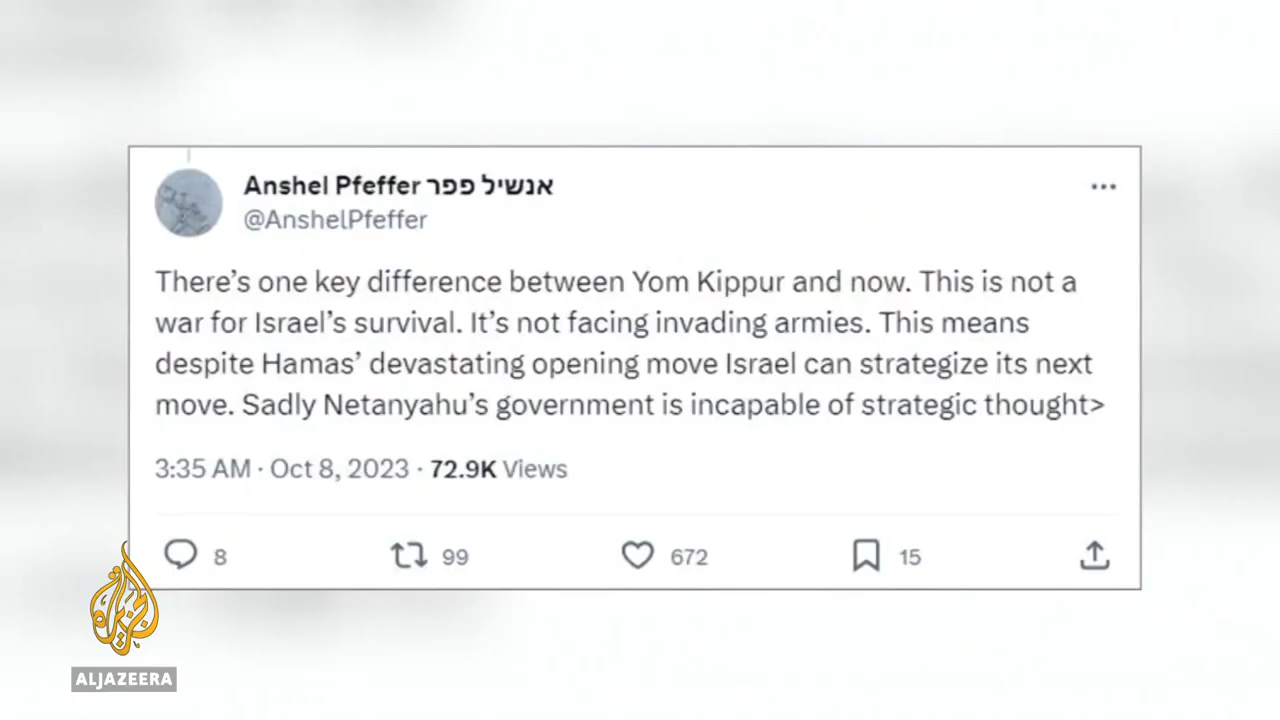 Anshel Pfeffer אנשיל פפר
@AnshelPfeffer
There’s one key difference between Yom Kippur and now. This is not a
war for Israel’s survival. It’s not facing invading armies. This means
despite Hamas’ devastating opening move Israel can strategize its next
move. Sadly Netanyahu’s government is incapable of strategic thought>
3:35 AM · Oct 8, 2023 · 72.9K Views
8 99 672 15
الجزيرة
ALJAZEERA